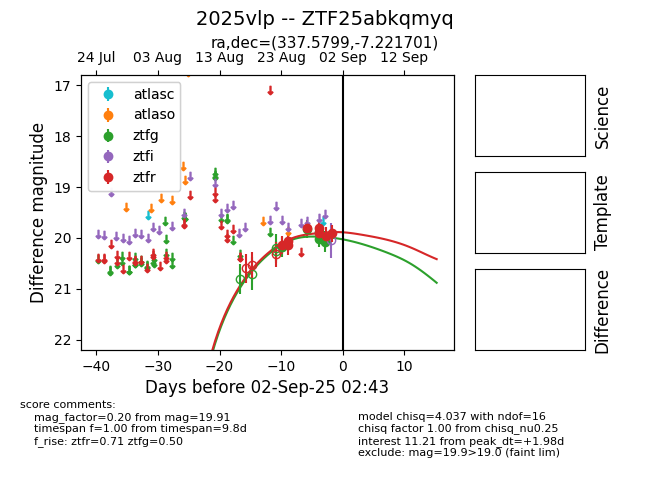 2025vlp -- ZTF25abkqmyq
ra,dec=(337.5799,-7.221701)
24 Jul 03 Aug 13 Aug 23 Aug 02 Sep 12 Sep
17
18
19
20
21
22
Difference magnitude
atlasc
atlaso
ztfg
ztfi
ztfr
Science
Template
Difference
−40 −30 −20 −10 0 10
Days before 02-Sep-25 02:43
score comments:
mag_factor=0.20 from mag=19.91
timespan f=1.00 from timespan=9.8d
f_rise: ztfr=0.71 ztfg=0.50
model chisq=4.037 with ndof=16
chisq factor 1.00 from chisq_nu0.25
interest 11.21 from peak_dt=+1.98d
exclude: mag=19.9>19.0 (faint lim)